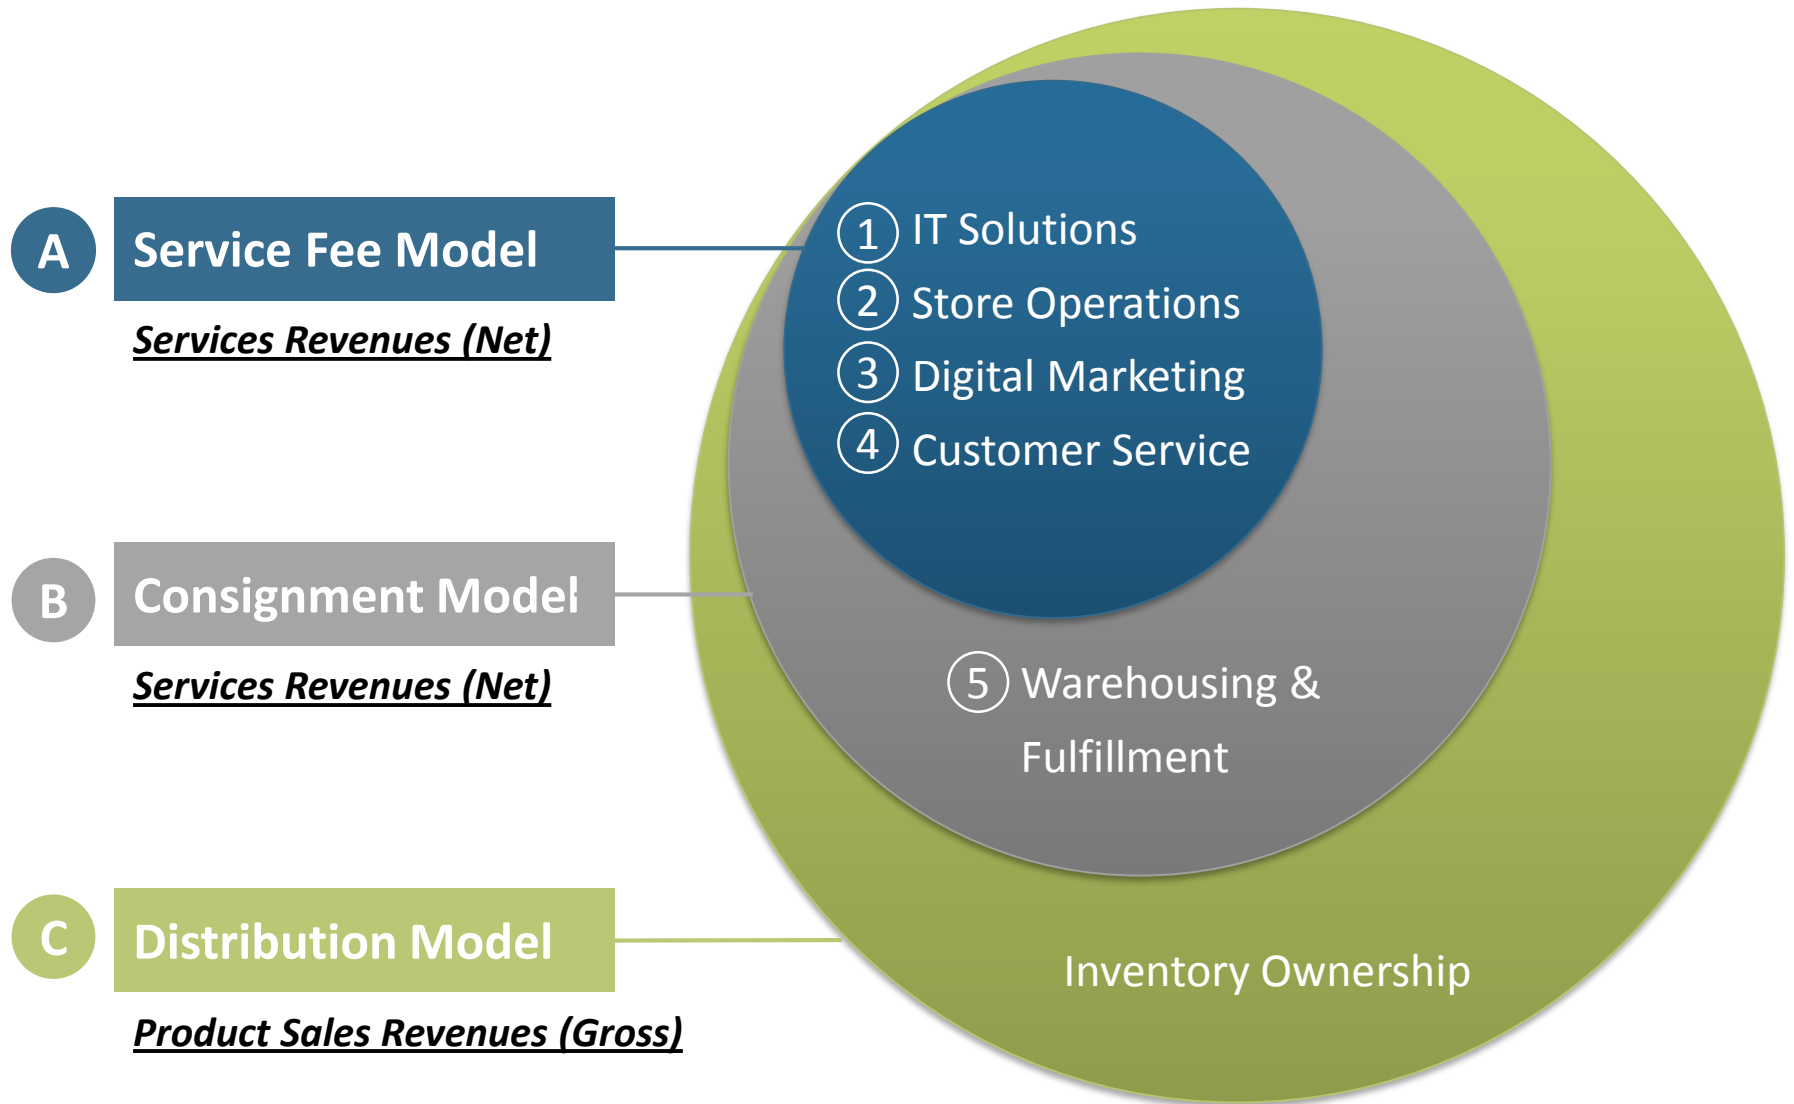 A
Service Fee Model
Services Revenues (Net)
B
Consignment Model
Services Revenues (Net)
C
Distribution Model
Product Sales Revenues (Gross)
1 IT Solutions
2 Store Operations
3 Digital Marketing
4 Customer Service
5 Warehousing &
Fulfillment
Inventory Ownership